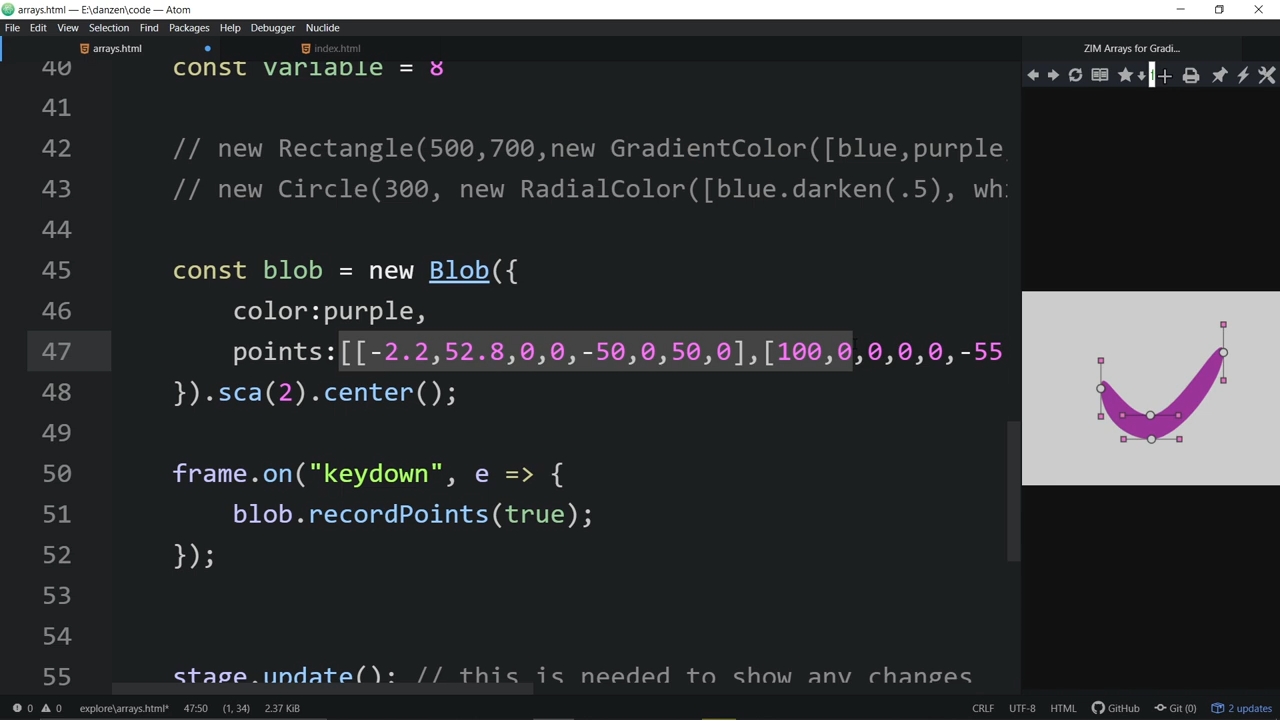 arrays.html — E:\danzen\code — Atom
File Edit View Selection Find Packages Help Debugger Nuclide
arrays.html
index.html
ZIM Arrays for Gradi...
40 const variable = 8
41
42 // new Rectangle(500,700,new GradientColor([blue,purple,
43 // new Circle(300, new RadialColor([blue.darken(.5), whi
44
45 const blob = new Blob({
46 color:purple,
47 points:[[-2.2,52.8,0,0,-50,0,50,0],[100,0,0,0,0,-55
48 }).sca(2).center();
49
50 frame.on("keydown", e => {
51 blob.recordPoints(true);
52 });
53
54
55 stage.update(); // this is needed to show any changes
0 0 explore\arrays.html* 47:50 (1, 34) 2.37 KiB CRLF UTF-8 HTML GitHub Git (0) 2 updates